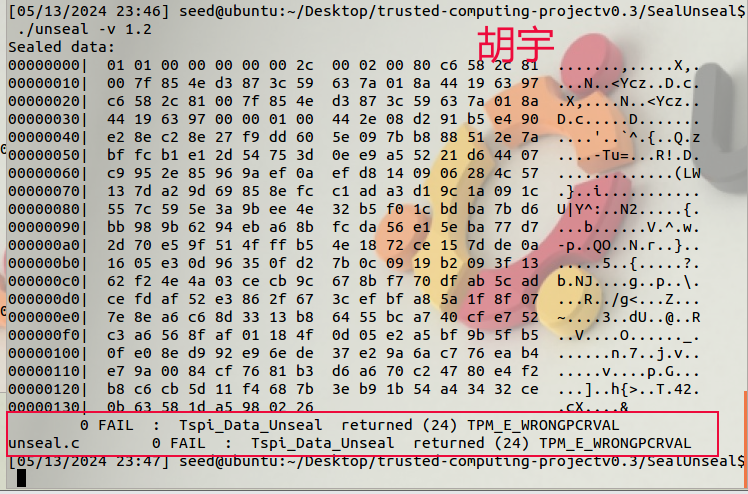 [05/13/2024 23:46] seed@ubuntu:~/Desktop/trusted-computing-projectv0.3/SealUnseal$
./unseal -v 1.2
胡宇
Sealed data:
00000000| 01 01 00 00 00 00 00 2c 00 02 00 80 c6 58 2c 81 .......,.....X,.
00000010| 00 7f 85 4e d3 87 3c 59 63 7a 01 8a 44 19 63 97 ...N..<Ycz..D.c.
00000020| c6 58 2c 81 00 7f 85 4e d3 87 3c 59 63 7a 01 8a .X,....N..<Ycz..
00000030| 44 19 63 97 00 00 01 00 44 2e 08 d2 91 b5 e4 90 D.c.....D.......
00000040| e2 8e c2 8e 27 f9 dd 60 5e 09 7b b8 88 51 2e 7a ....'..`^.{..Q.z
00000050| bf fc b1 e1 2d 54 75 3d 0e e9 a5 52 21 d6 44 07 ....-Tu=...R!.D.
00000060| c9 95 2e 85 96 9a ef 0a ef d8 14 09 06 28 4c 57 .............(LW
00000070| 13 7d a2 9d 69 85 8e fc c1 ad a3 d1 9c 18 09 1c .}..i...........
00000080| 55 7c 59 5e 3a 9b ee 4e 32 b5 f0 1c bd ba 7b d6 U|Y^:..N2.....{.
00000090| bb 98 9b 62 94 eb a6 8b fc da 56 e1 5e ba 77 d7 ...b......V.^.w.
000000a0| 2d 70 e5 9f 51 4f ff b5 4e 18 72 ce 15 7d de 0a -p..QO..N.r..}..
000000b0| 16 05 e3 0d 96 35 0f d2 7b 0c 09 19 b2 09 3f 13 .....5..{.....?.
000000c0| 62 f2 4e 4a 03 ce cb 9c 67 8b f7 70 df ab 5c ad b.NJ....g..p..\.
000000d0| ce fd af 52 e3 86 2f 67 3c ef bf a8 5a 1f 8f 07 ...R../g<...Z...
000000e0| 7e 8e a6 c6 8d 33 13 b8 64 55 bc a7 40 cf e7 52 ~....3..dU..@..R
000000f0| c3 a6 56 8f af 01 18 4f 0d 05 e2 a5 bf 9b 5f b5 ..V....O......_.
00000100| 0f e0 8e d9 92 e9 6e de 37 e2 9a 6a c7 76 ea b4 ......n.7..j.v..
00000110| e7 9a 00 84 cf 76 81 b3 d6 a6 70 c2 47 80 e4 f2 .....v....p.G...
00000120| b8 c6 cb 5d 11 f4 68 7b 3e b9 1b 54 a4 34 32 ce ...]..h{>..T.42.
00000130| 0b 63 58 1d a5 98 02 26 .cX....&
0 FAIL : Tspi_Data_Unseal returned (24) TPM_E_WRONGPCRVAL
unseal.c 0 FAIL : Tspi_Data_Unseal returned (24) TPM_E_WRONGPCRVAL
[05/13/2024 23:47] seed@ubuntu:~/Desktop/trusted-computing-projectv0.3/SealUnseal$